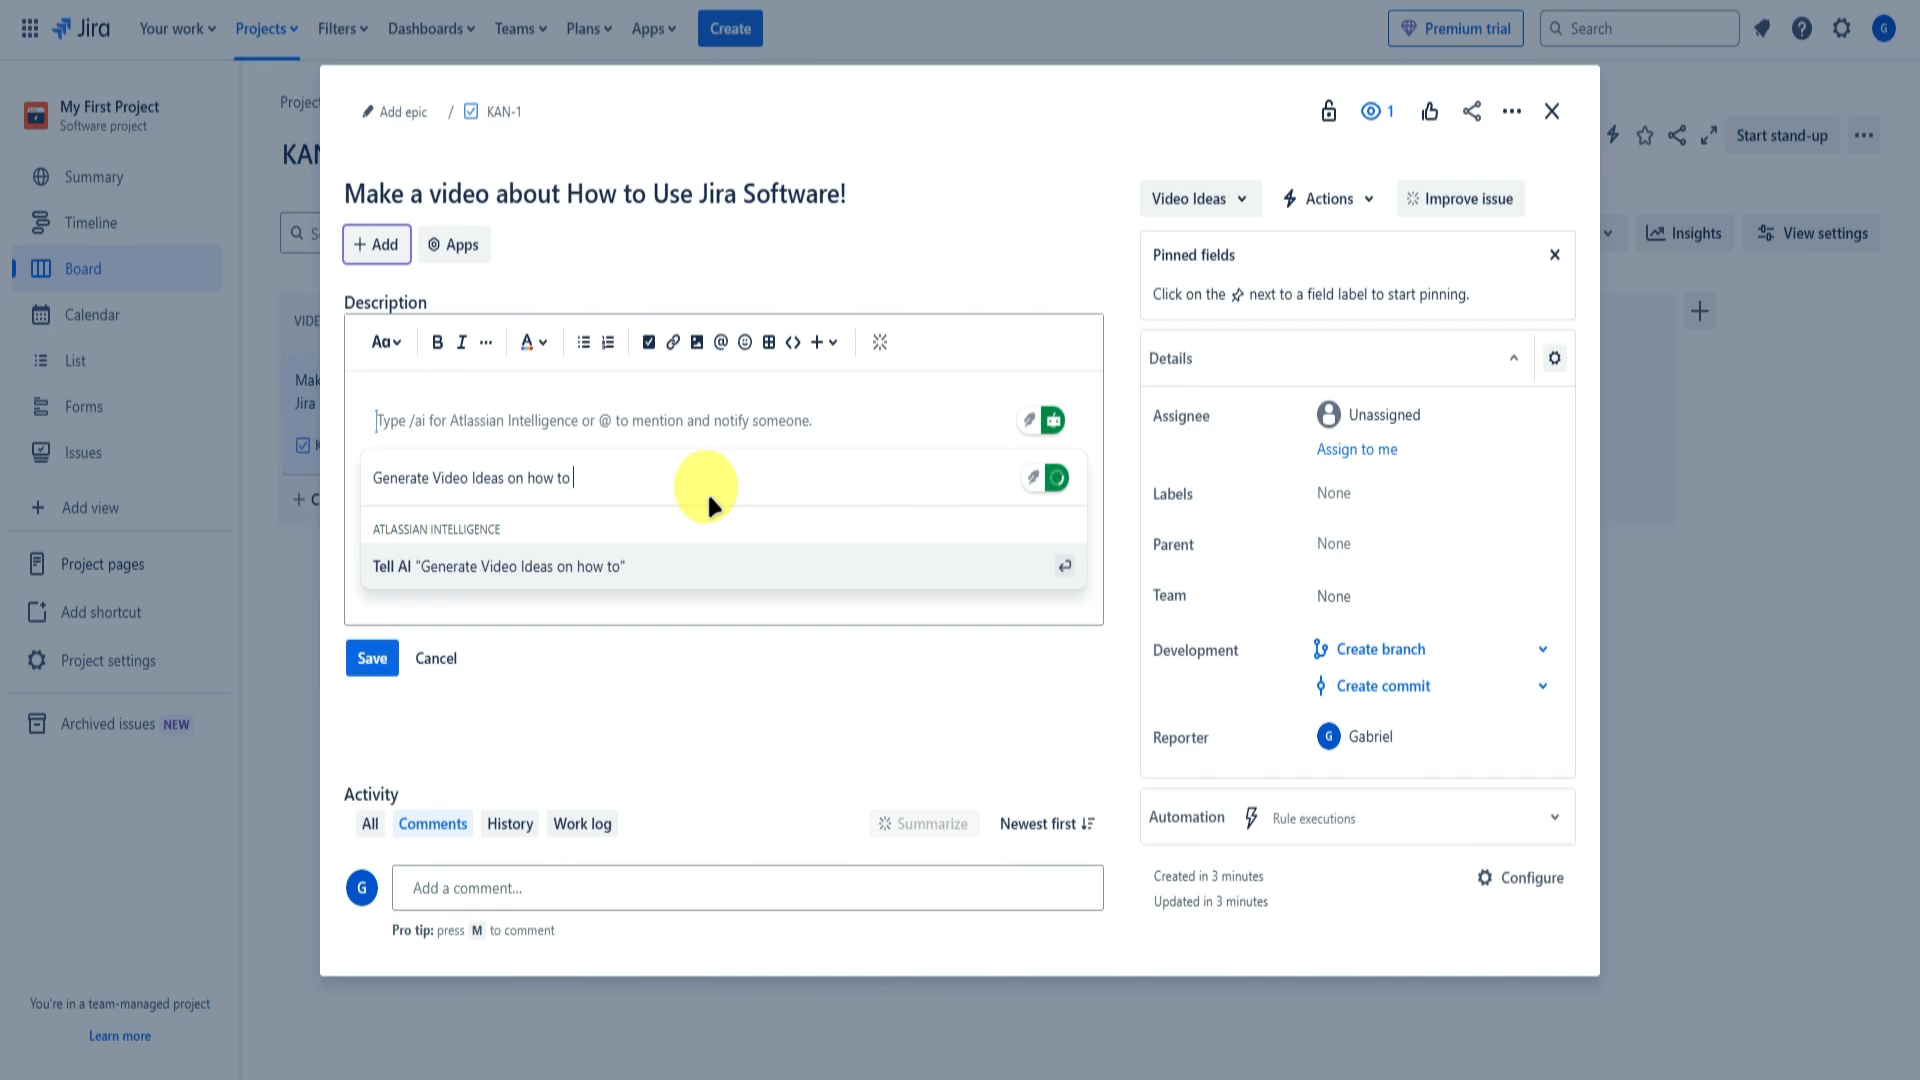 Jira
Your work
Projects
Filters
Dashboards
Teams
Plans
Apps
Create
Premium trial
Search
G
My First Project
Software project
Summary
Timeline
Board
Calendar
List
Forms
Issues
Add view
Project pages
Add shortcut
Project settings
Archived issues NEW
You're in a team-managed project
Learn more
Projec
KAN
Start stand-up
Insights
View settings
VIDE
Mak
Jira
Add epic / KAN-1
1
Make a video about How to Use Jira Software!
+ Add
Apps
Description
Aa
B I ... A
Type /ai for Atlassian Intelligence or @ to mention and notify someone.
Generate Video Ideas on how to
ATLASSIAN INTELLIGENCE
Tell AI "Generate Video Ideas on how to"
Save
Cancel
Activity
All
Comments
History
Work log
Summarize
Newest first
G
Add a comment...
Pro tip: press M to comment
Video Ideas
Actions
Improve issue
Pinned fields
Click on the next to a field label to start pinning.
Details
Assignee
Unassigned
Assign to me
Labels
None
Parent
None
Team
None
Development
Create branch
Create commit
Reporter
G Gabriel
Automation
Rule executions
Created in 3 minutes
Updated in 3 minutes
Configure